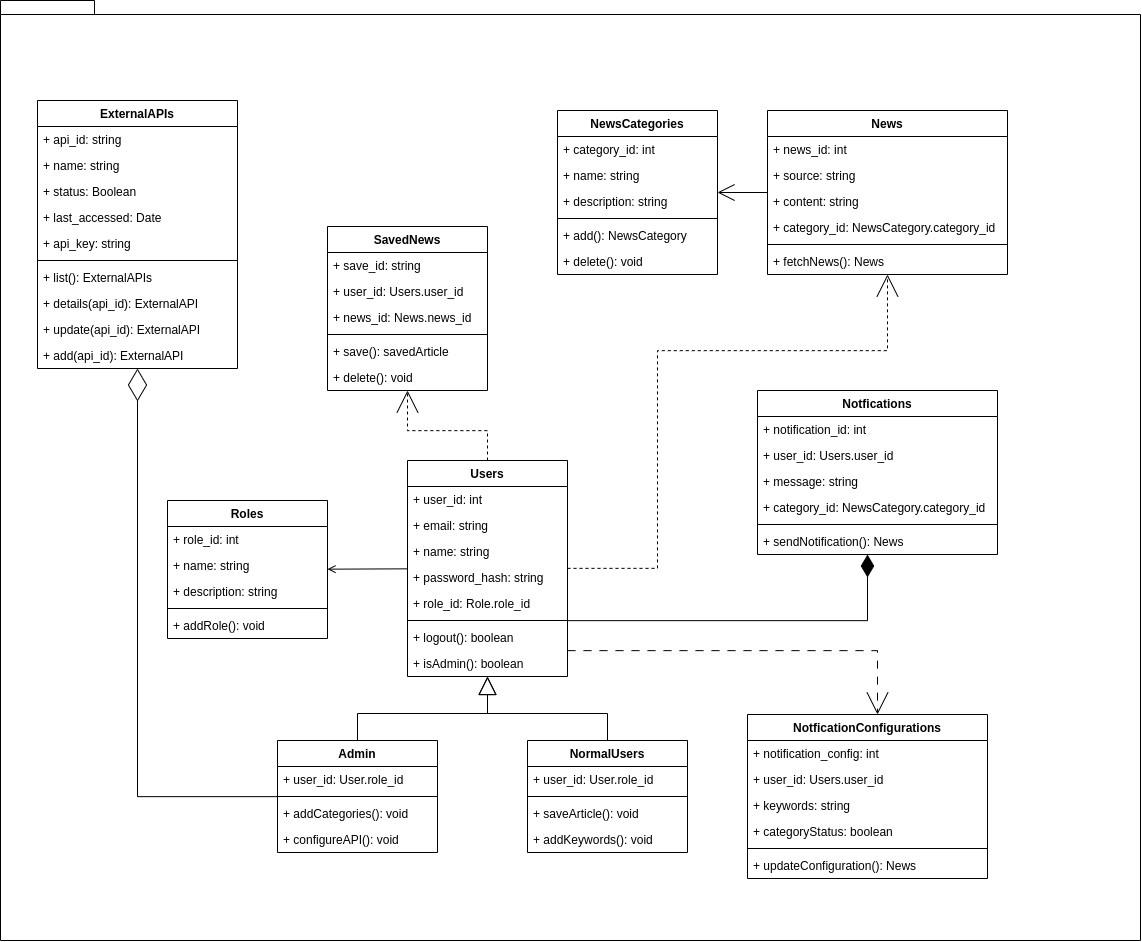 ExternalAPIs
+ api_id: string
+ name: string
+ status: Boolean
+ last_accessed: Date
+ api_key: string
+ list(): ExternalAPIs
+ details(api_id): ExternalAPI
+ update(api_id): ExternalAPI
+ add(api_id): ExternalAPI
NewsCategories
+ category_id: int
+ name: string
+ description: string
+ add(): NewsCategory
+ delete(): void
News
+ news_id: int
+ source: string
+ content: string
+ category_id: NewsCategory.category_id
+ fetchNews(): News
SavedNews
+ save_id: string
+ user_id: Users.user_id
+ news_id: News.news_id
+ save(): savedArticle
+ delete(): void
Notfications
+ notification_id: int
+ user_id: Users.user_id
+ message: string
+ category_id: NewsCategory.category_id
+ sendNotification(): News
Users
+ user_id: int
+ email: string
+ name: string
+ password_hash: string
+ role_id: Role.role_id
+ logout(): boolean
+ isAdmin(): boolean
Roles
+ role_id: int
+ name: string
+ description: string
+ addRole(): void
Admin
+ user_id: User.role_id
+ addCategories(): void
+ configureAPI(): void
NormalUsers
+ user_id: User.role_id
+ saveArticle(): void
+ addKeywords(): void
NotficationConfigurations
+ notification_config: int
+ user_id: Users.user_id
+ keywords: string
+ categoryStatus: boolean
+ updateConfiguration(): News